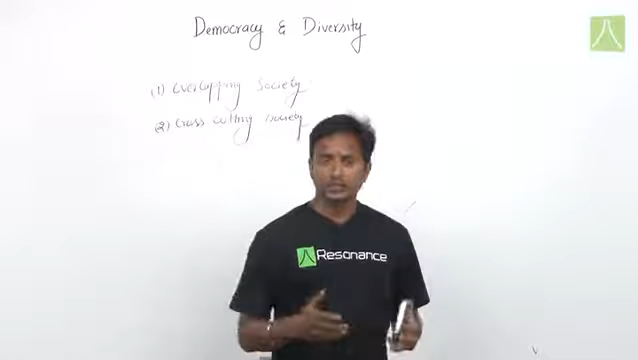 Democracy & Diversity
(1) Overlapping Society
(2) Cross cutting society
Resonance